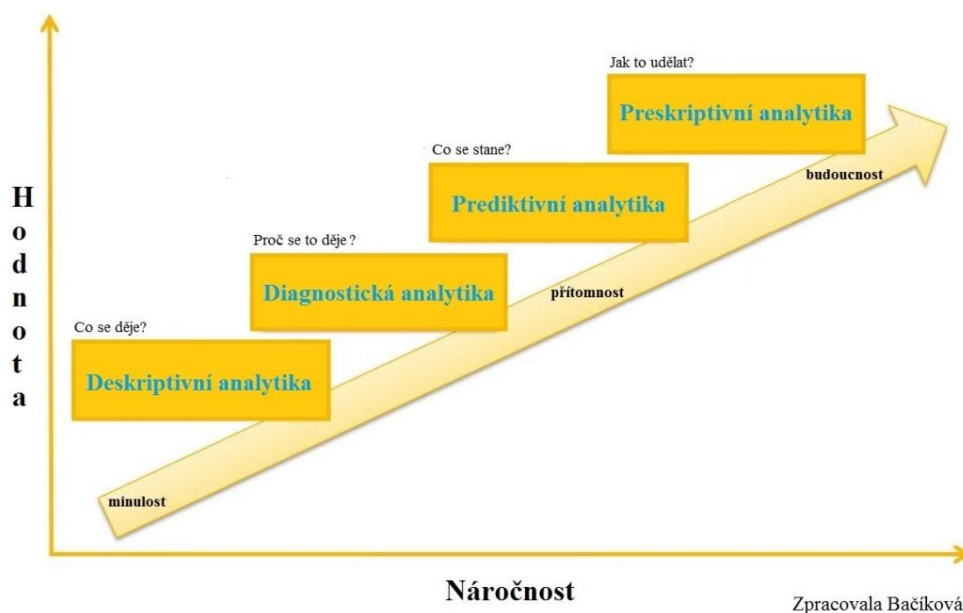 Jak to udělat?
Preskriptivní analytika
budoucnost
Co se stane?
Prediktivní analytika
Proč se to děje?
Diagnostická analytika
přítomnost
Co se děje?
Deskriptivní analytika
minulost
Hodnota
Náročnost
Zpracovala Bačíková